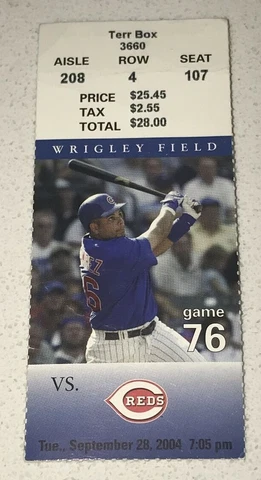 Terr Box
3660
AISLE ROW SEAT
208 4 107
PRICE $25.45
TAX $2.55
TOTAL $28.00
WRIGLEY FIELD
game
76
VS.
REDS
Tue., September 28, 2004 7:05 pm